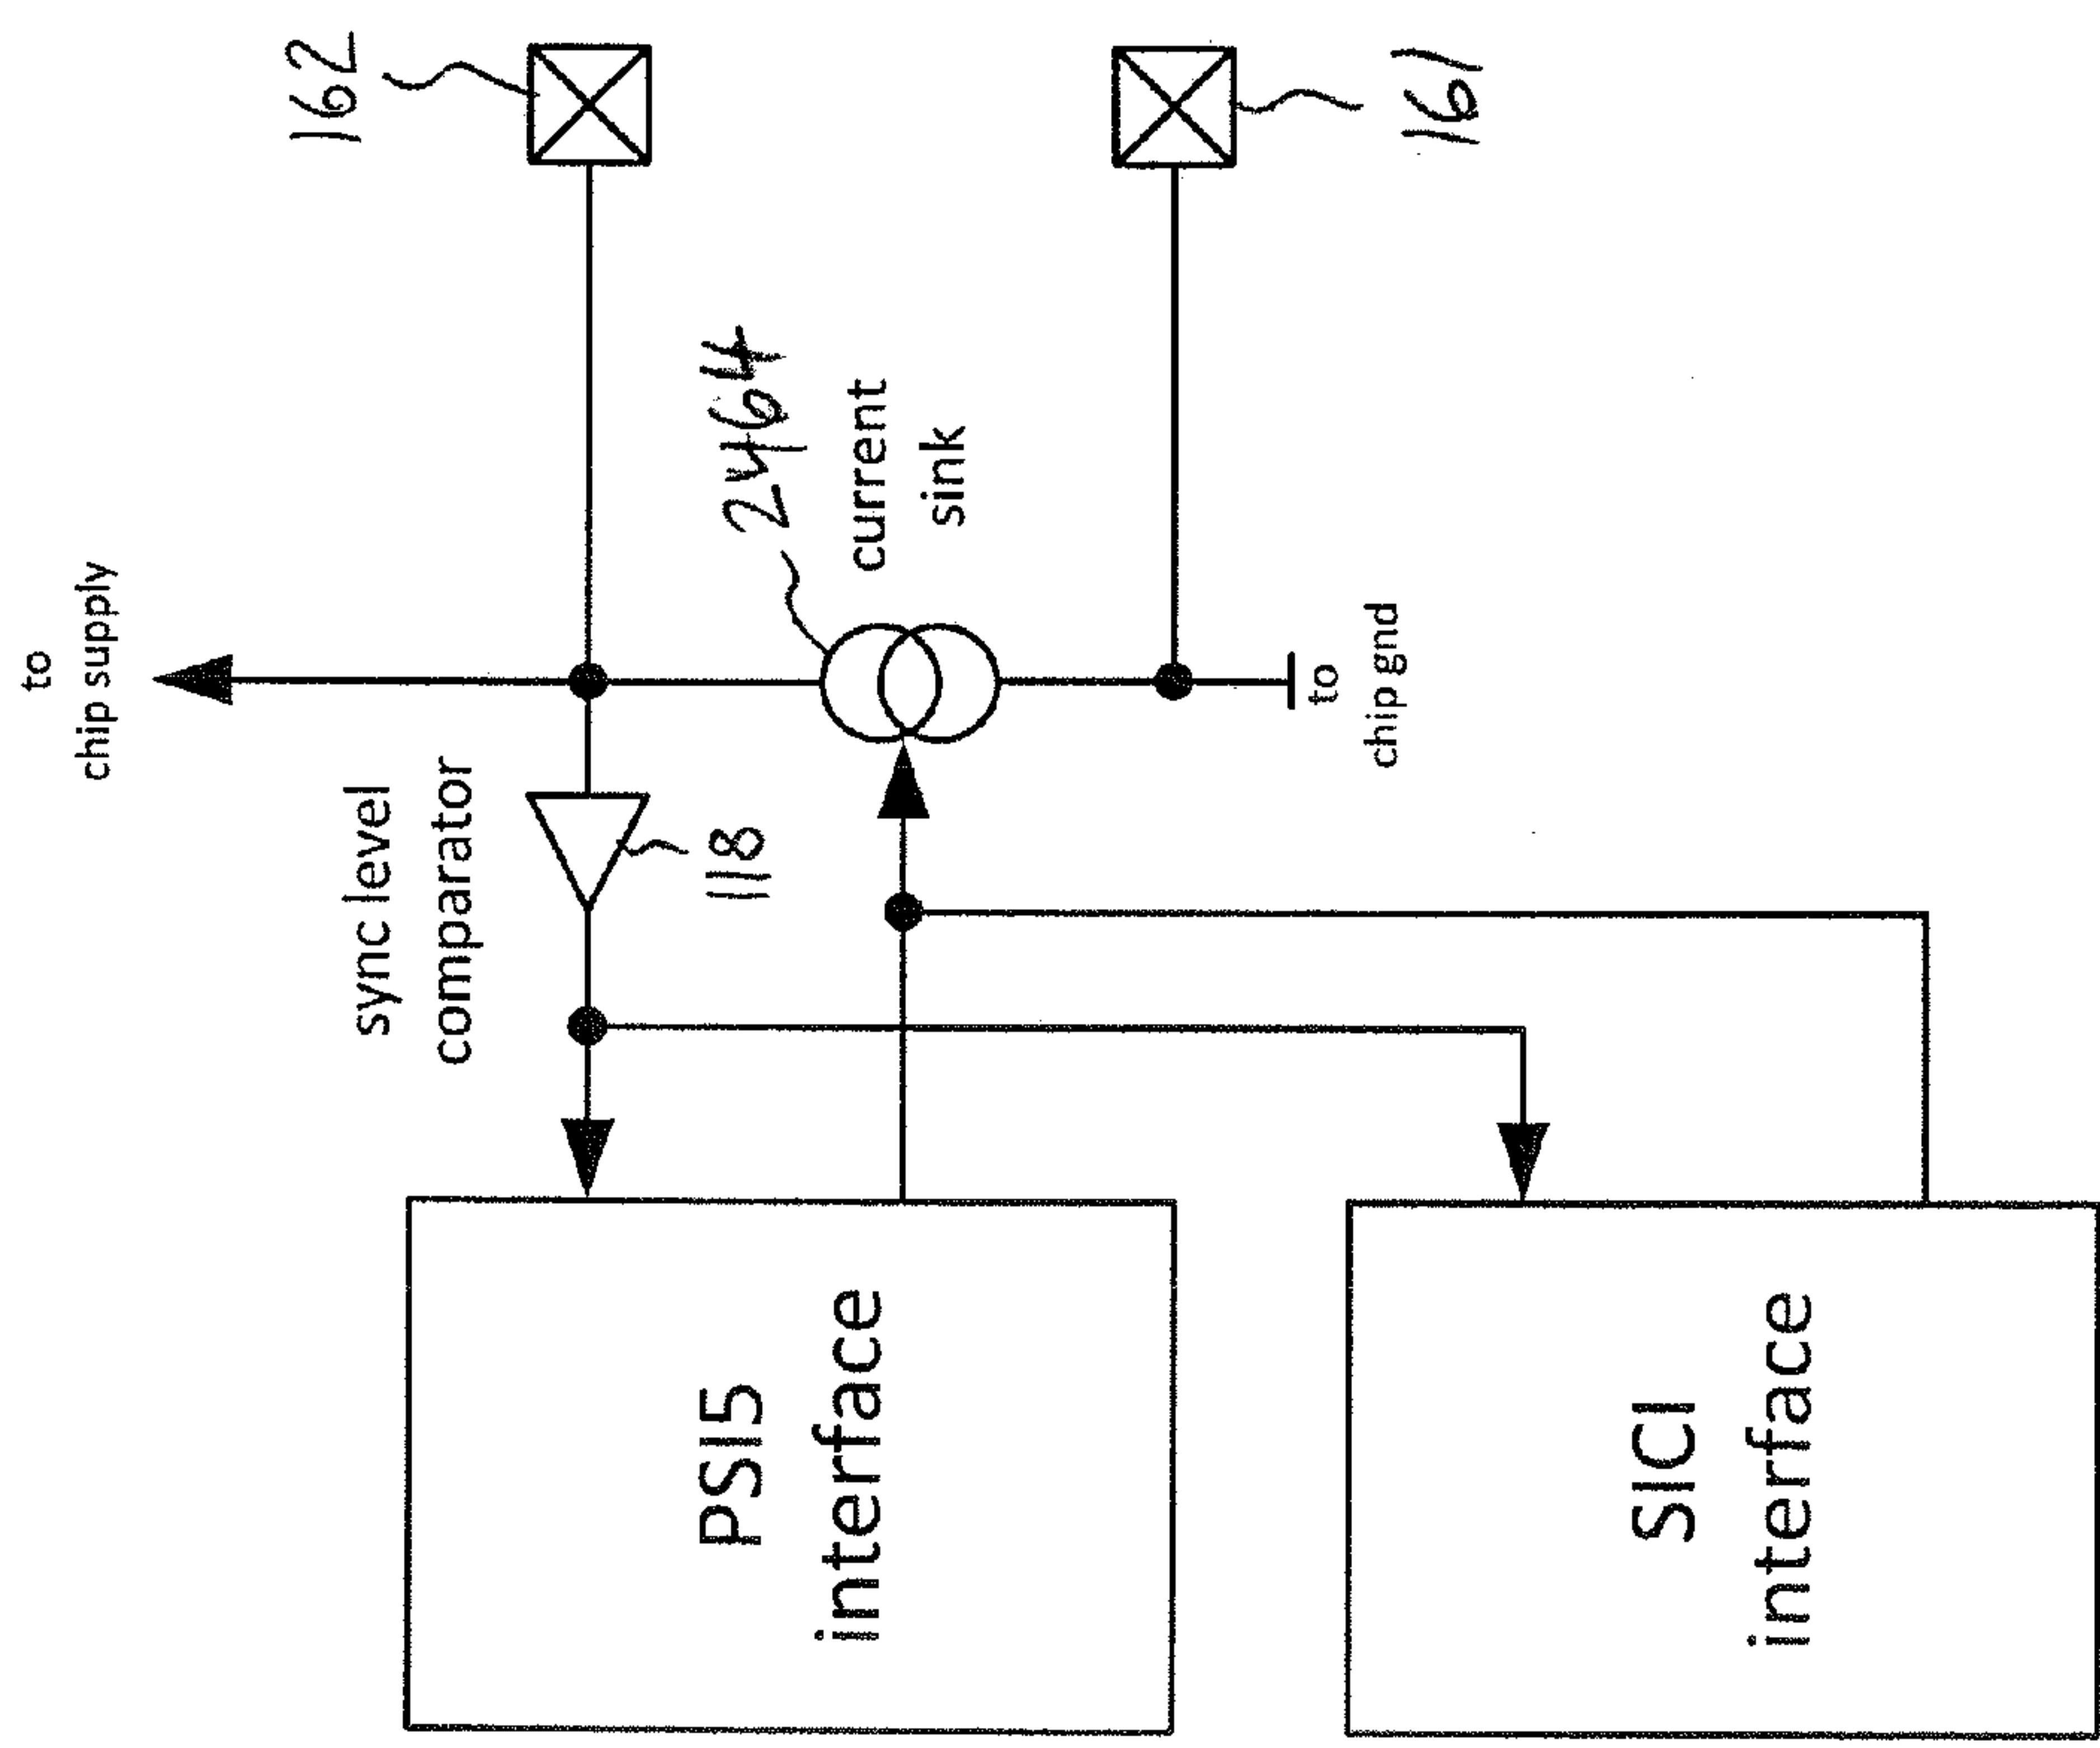 to
chip supply
162
sync level
comparator
118
2464
current
sink
PSI5
interface
to
chip gnd
161
SICI
interface